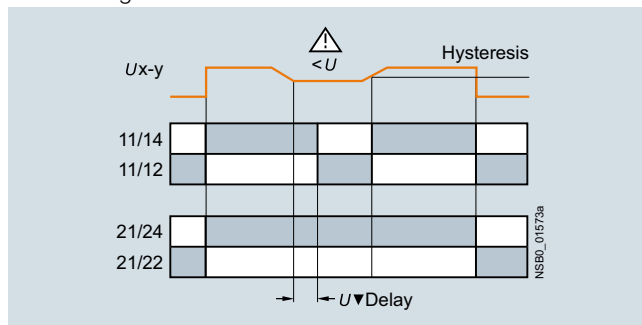 Ux-y
<U
Hysteresis
11/14
11/12
21/24
21/22
U▼Delay
NSB0_01573a